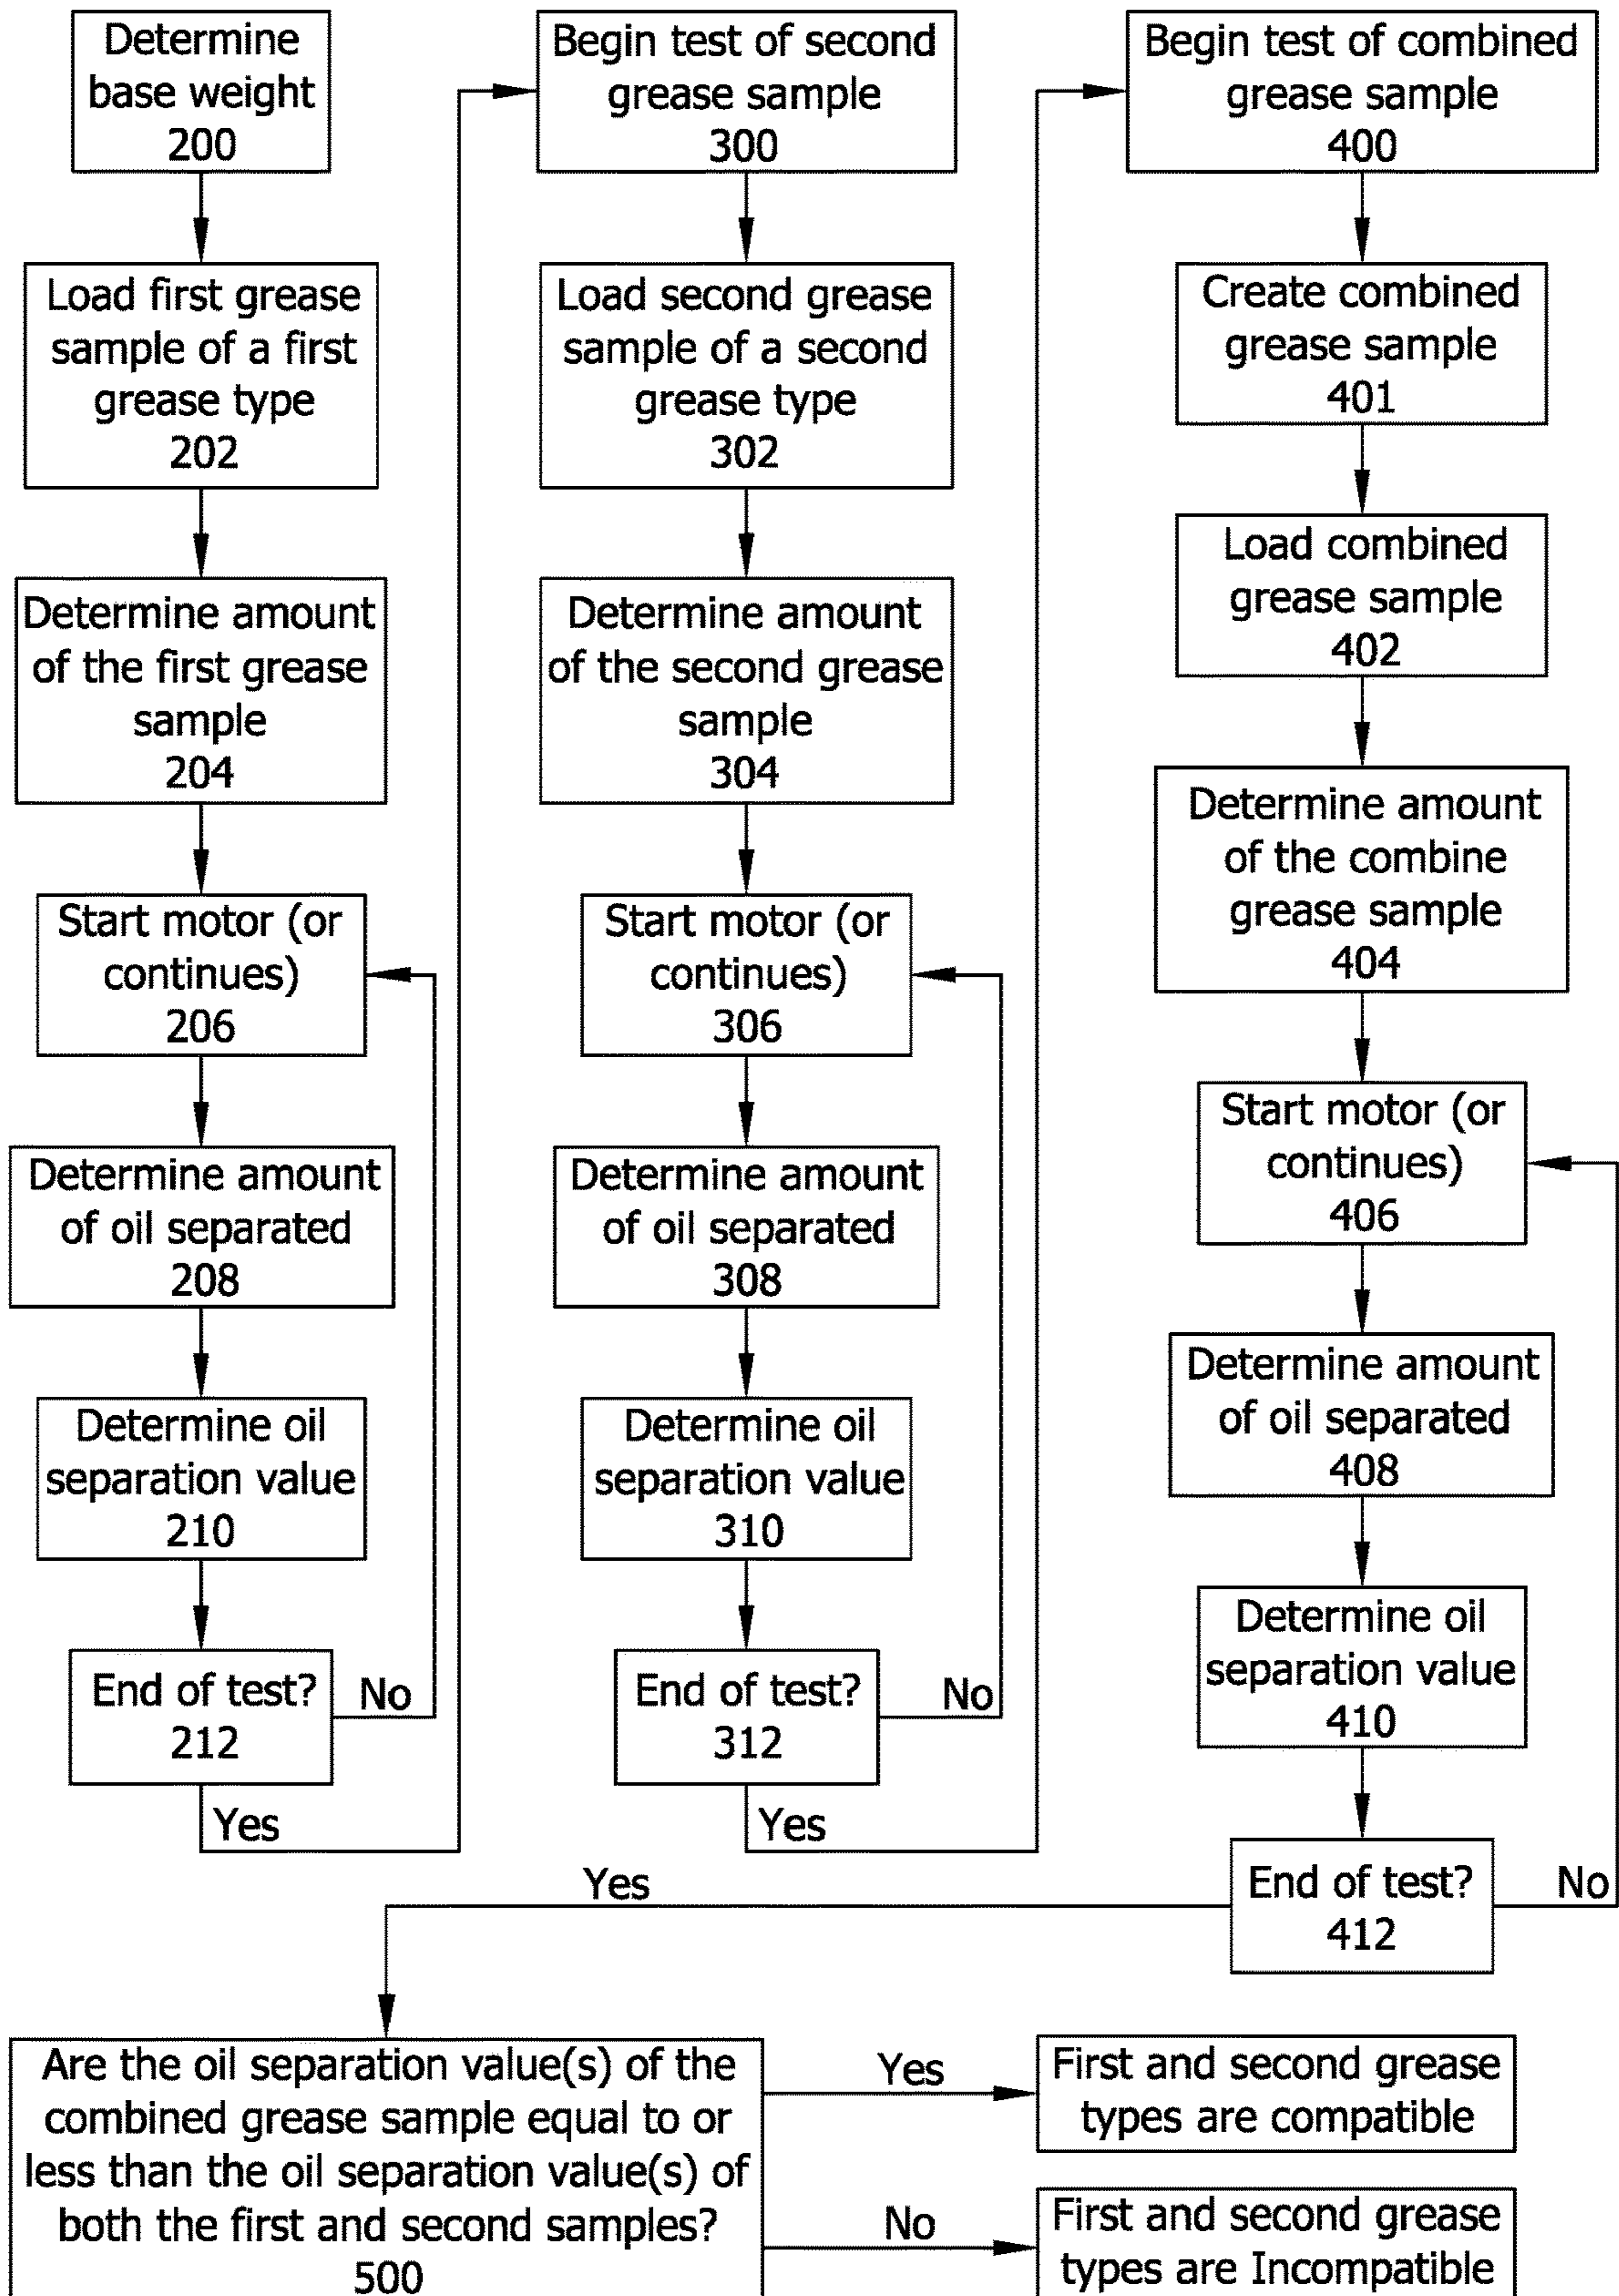 Determine
base weight
200
Load first grease
sample of a first
grease type
202
Determine amount
of the first grease
sample
204
Start motor (or
continues)
206
Determine amount
of oil separated
208
Determine oil
separation value
210
End of test?
212
No
Yes
Begin test of second
grease sample
300
Load second grease
sample of a second
grease type
302
Determine amount
of the second grease
sample
304
Start motor (or
continues)
306
Determine amount
of oil separated
308
Determine oil
separation value
310
End of test?
312
No
Yes
Begin test of combined
grease sample
400
Create combined
grease sample
401
Load combined
grease sample
402
Determine amount
of the combine
grease sample
404
Start motor (or
continues)
406
Determine amount
of oil separated
408
Determine oil
separation value
410
End of test?
412
No
Yes
Are the oil separation value(s) of the
combined grease sample equal to or
less than the oil separation value(s) of
both the first and second samples?
500
Yes
First and second grease
types are compatible
No
First and second grease
types are Incompatible